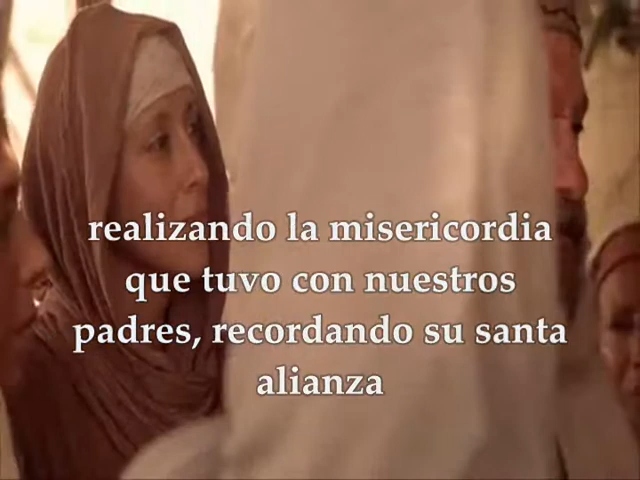 realizando la misericordia
que tuvo con nuestros
padres, recordando su santa
alianza